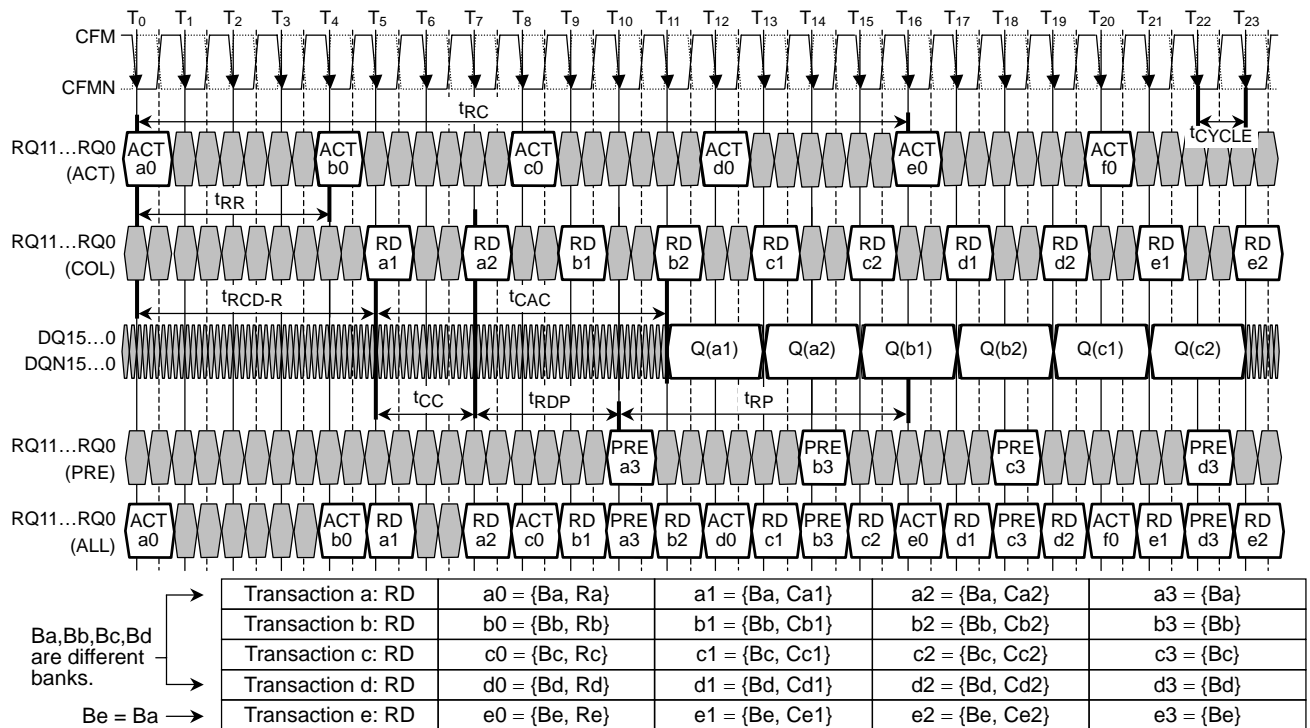 T0 T1 T2 T3 T4 T5 T6 T7 T8 T9 T10 T11 T12 T13 T14 T15 T16 T17 T18 T19 T20 T21 T22 T23
CFM
CFMN
tRC
tCYCLE
RQ11…RQ0
(ACT)
ACT a0 ACT b0 ACT c0 ACT d0 ACT e0 ACT f0
tRR
RQ11…RQ0
(COL)
RD a1 RD a2 RD b1 RD b2 RD c1 RD c2 RD d1 RD d2 RD e1 RD e2
tRCD-R tCAC
DQ15…0
DQN15…0
Q(a1) Q(a2) Q(b1) Q(b2) Q(c1) Q(c2)
tCC tRDP tRP
RQ11…RQ0
(PRE)
PRE a3 PRE b3 PRE c3 PRE d3
RQ11…RQ0
(ALL)
ACT a0 ACT b0 RD a1 RD a2 ACT c0 RD b1 PRE a3 RD b2 ACT d0 RD c1 PRE b3 RD c2 ACT e0 RD d1 PRE c3 RD d2 ACT f0 RD e1 PRE d3 RD e2
Ba,Bb,Bc,Bd
are different
banks.
Be = Ba
Transaction a: RD a0 = {Ba, Ra} a1 = {Ba, Ca1} a2 = {Ba, Ca2} a3 = {Ba}
Transaction b: RD b0 = {Bb, Rb} b1 = {Bb, Cb1} b2 = {Bb, Cb2} b3 = {Bb}
Transaction c: RD c0 = {Bc, Rc} c1 = {Bc, Cc1} c2 = {Bc, Cc2} c3 = {Bc}
Transaction d: RD d0 = {Bd, Rd} d1 = {Bd, Cd1} d2 = {Bd, Cd2} d3 = {Bd}
Transaction e: RD e0 = {Be, Re} e1 = {Be, Ce1} e2 = {Be, Ce2} e3 = {Be}